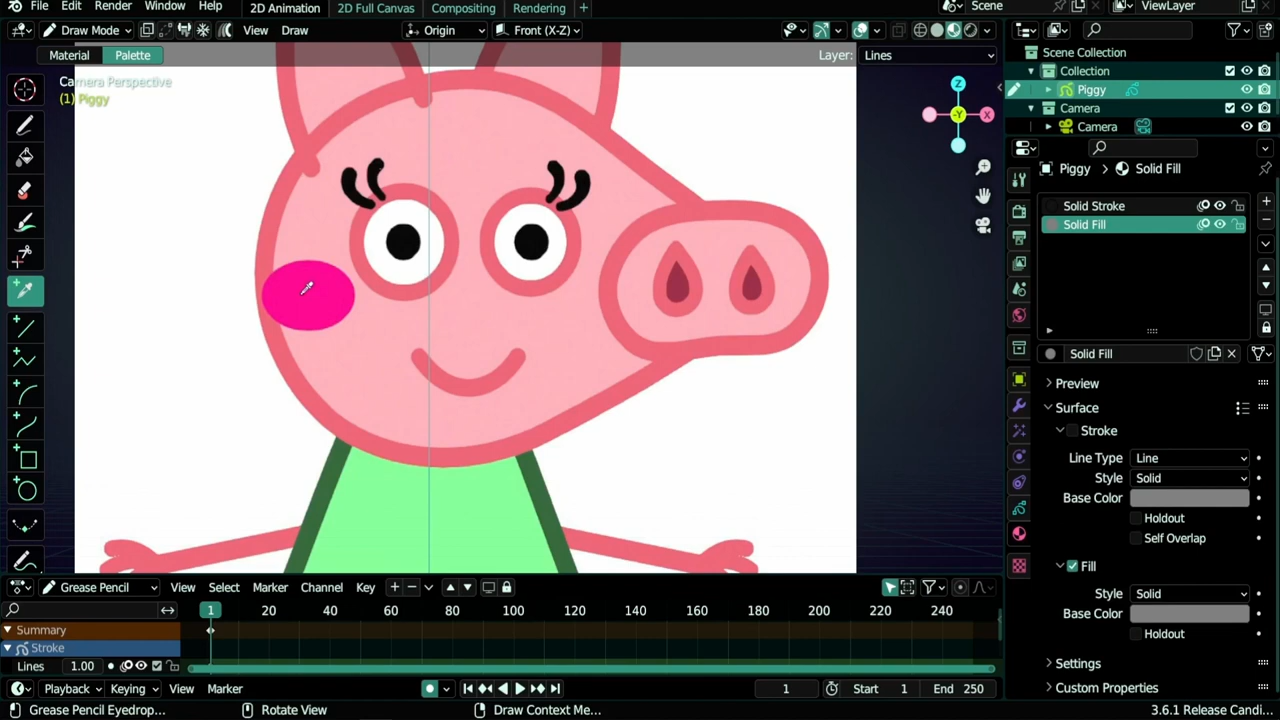 File Edit Render Window Help 2D Animation 2D Full Canvas Compositing Rendering + Scene ViewLayer
Draw Mode View Draw Origin Front (X-Z)
Material Palette Layer: Lines
Camera Perspective
(1) Piggy
Z
-Y X
Scene Collection
Collection
Piggy
Camera
Camera
Piggy Solid Fill
Solid Stroke
Solid Fill
Solid Fill
Preview
Surface
Stroke
Line Type Line
Style Solid
Base Color
Holdout
Self Overlap
Fill
Style Solid
Base Color
Holdout
Settings
Custom Properties
Grease Pencil View Select Marker Channel Key
1 20 40 60 80 100 120 140 160 180 200 220 240
Summary
Stroke
Lines 1.00
Playback Keying View Marker 1 Start 1 End 250
Grease Pencil Eyedrop... Rotate View Draw Context Me... 3.6.1 Release Candi...